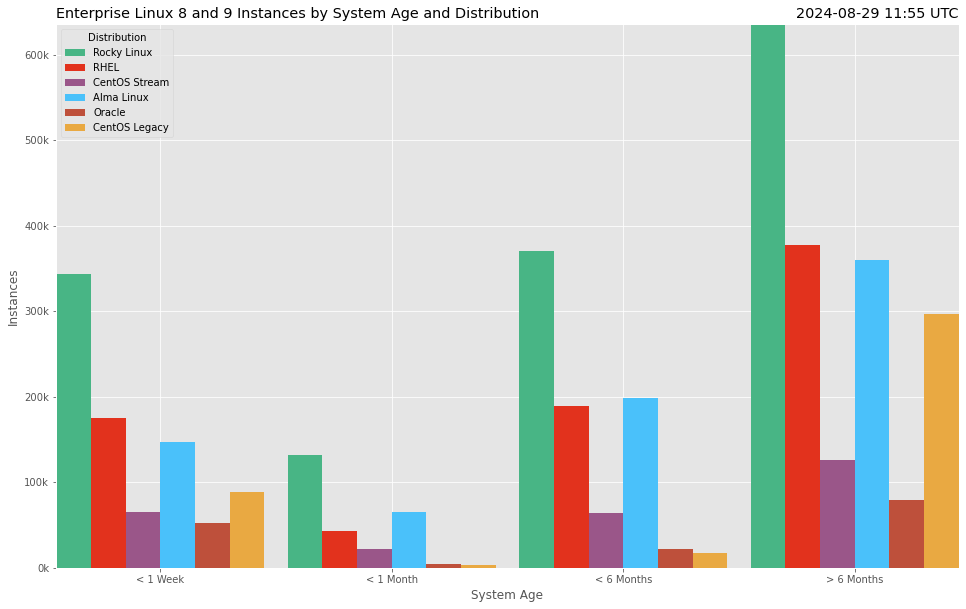 Enterprise Linux 8 and 9 Instances by System Age and Distribution
2024-08-29 11:55 UTC
Distribution
Rocky Linux
RHEL
CentOS Stream
Alma Linux
Oracle
CentOS Legacy
600k
500k
400k
300k
200k
100k
0k
Instances
< 1 Week
< 1 Month
< 6 Months
> 6 Months
System Age